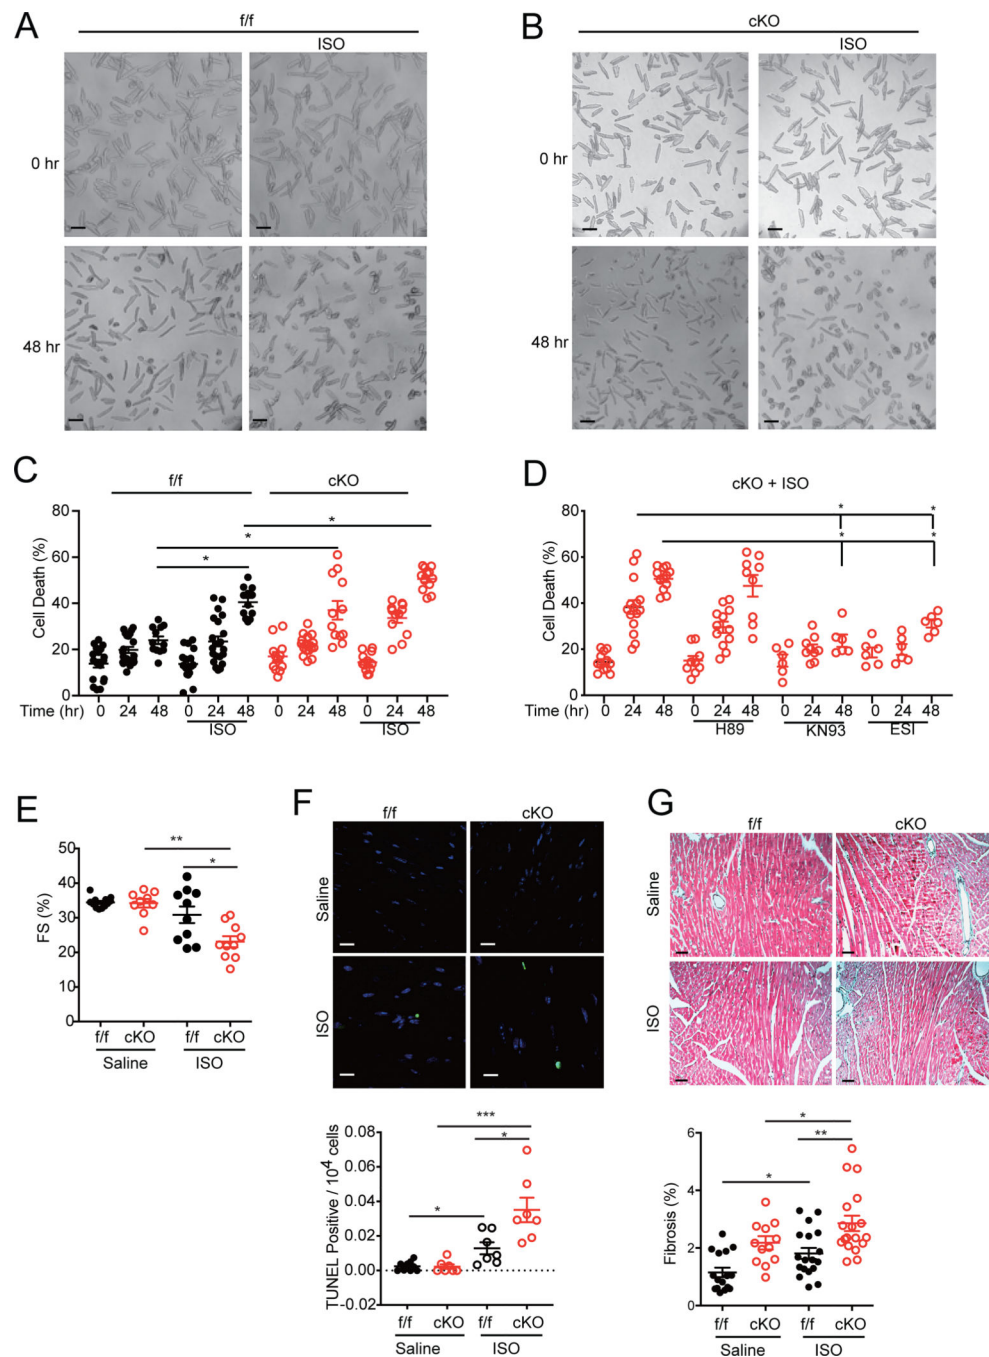 A
f/f
ISO
0 hr
48 hr
B
cKO
ISO
0 hr
48 hr
C
f/f
cKO
*
*
*
Cell Death (%)
80
60
40
20
0
Time (hr) 0 24 48 0 24 48 0 24 48 0 24 48
ISO ISO
D
cKO + ISO
* *
* *
Cell Death (%)
80
60
40
20
0
Time (hr) 0 24 48 0 24 48 0 24 48 0 24 48
H89 KN93 ESI
E
**
*
FS (%)
50
40
30
20
10
0
f/f cKO f/f cKO
Saline ISO
F
f/f cKO
Saline
ISO
***
*
*
TUNEL Positive / 10⁴ cells
0.08
0.06
0.04
0.02
0.00
-0.02
f/f cKO f/f cKO
Saline ISO
G
f/f cKO
Saline
ISO
*
**
*
Fibrosis (%)
6
4
2
0
f/f cKO f/f cKO
Saline ISO